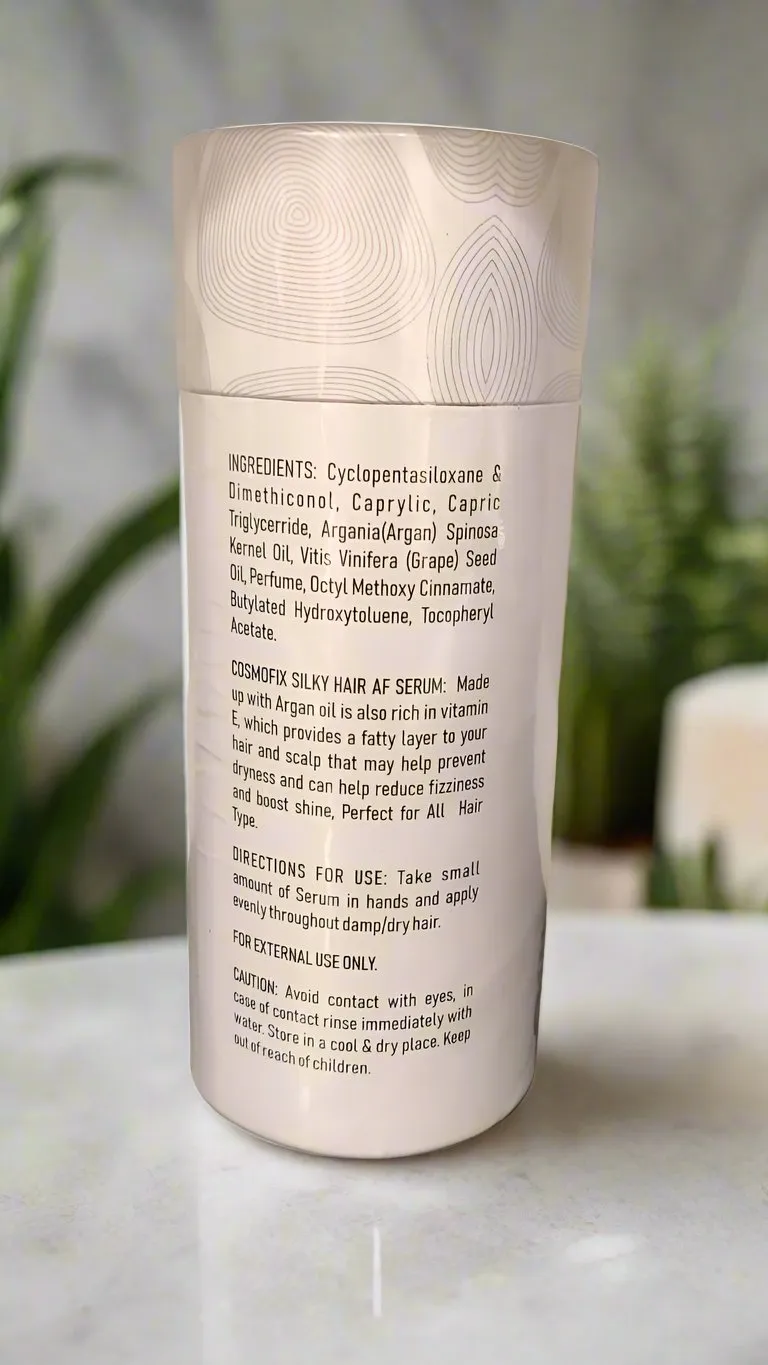 INGREDIENTS: Cyclopentasiloxane &
Dimethiconol, Caprylic, Capric
Triglycerride, Argania(Argan) Spinosa
Kernel Oil, Vitis Vinifera (Grape) Seed
Oil, Perfume, Octyl Methoxy Cinnamate,
Butylated Hydroxytoluene, Tocopheryl
Acetate.
COSMOFIX SILKY HAIR AF SERUM: Made
up with Argan oil is also rich in vitamin
E, which provides a fatty layer to your
hair and scalp that may help prevent
dryness and can help reduce fizziness
and boost shine, Perfect for All Hair
Type.
DIRECTIONS FOR USE: Take small
amount of Serum in hands and apply
evenly throughout damp/dry hair.
FOR EXTERNAL USE ONLY.
CAUTION: Avoid contact with eyes, in
case of contact rinse immediately with
water. Store in a cool & dry place. Keep
out of reach of children.